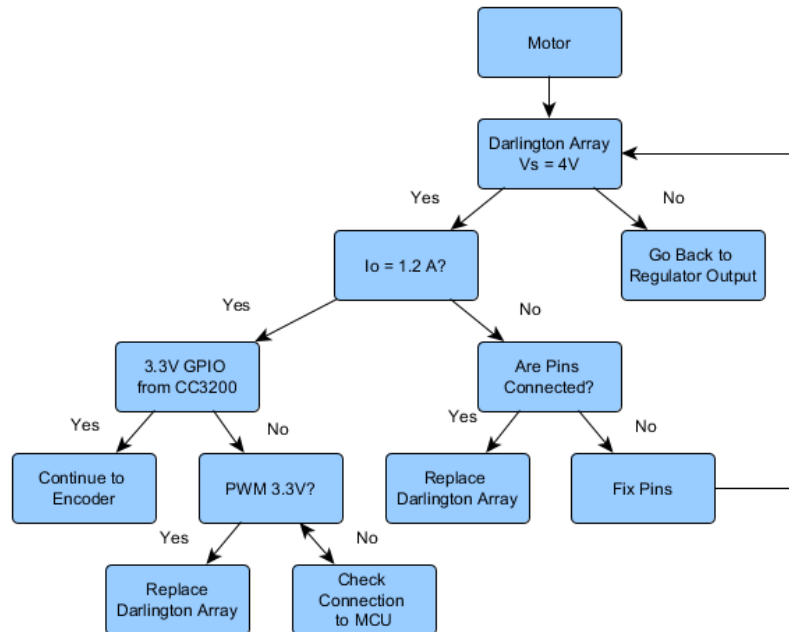 Motor
Darlington Array
Vs = 4V
Yes
No
Io = 1.2 A?
Go Back to
Regulator Output
Yes
No
3.3V GPIO
from CC3200
Are Pins
Connected?
Yes
No
Yes
No
Continue to
Encoder
PWM 3.3V?
Replace
Darlington Array
Fix Pins
Yes
No
Replace
Darlington Array
Check
Connection
to MCU